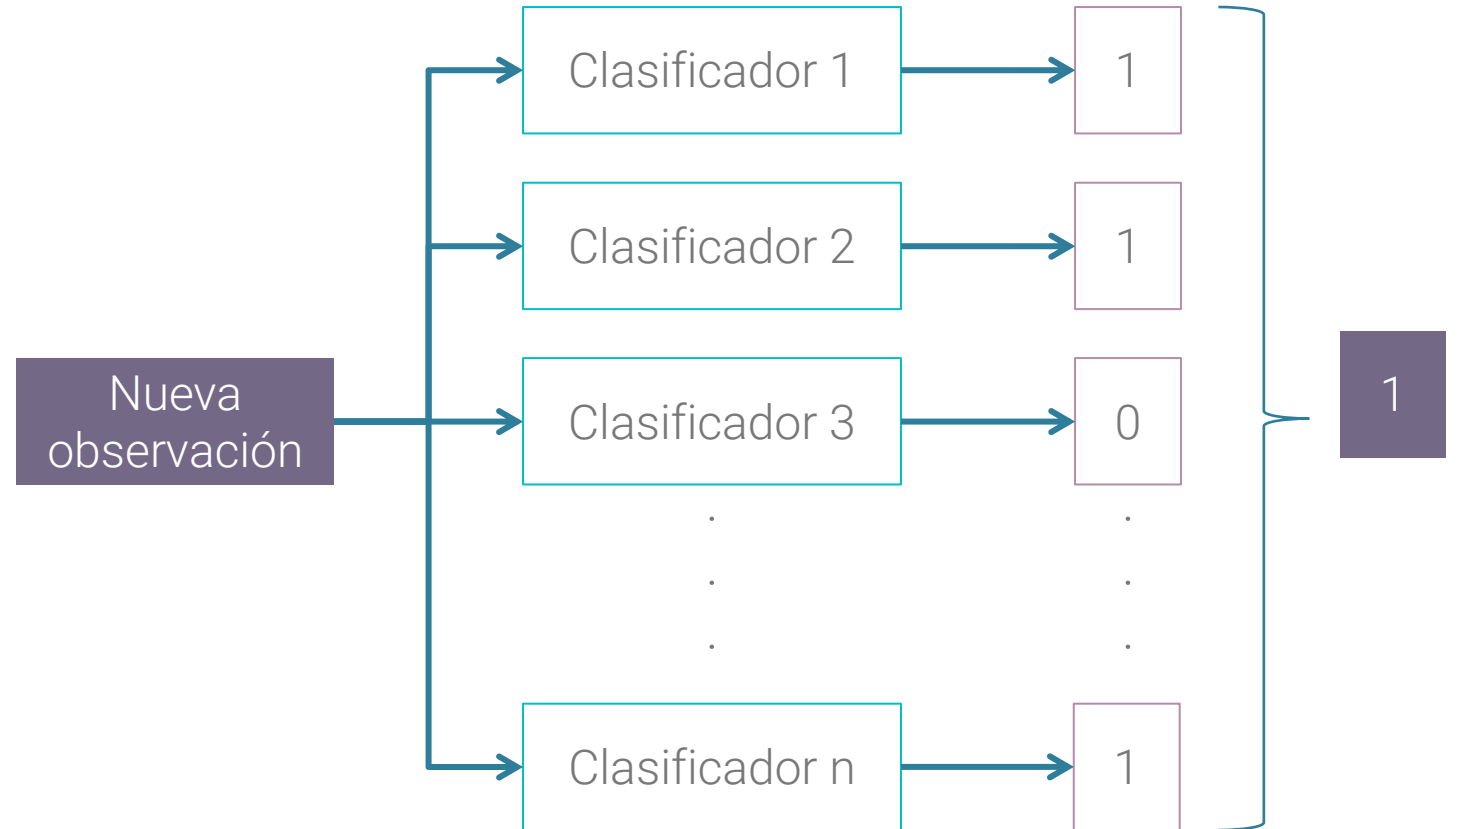 Clasificador 1
1
Clasificador 2
1
Nueva
observación
Clasificador 3
0
1
.
.
.
.
.
.
Clasificador n
1